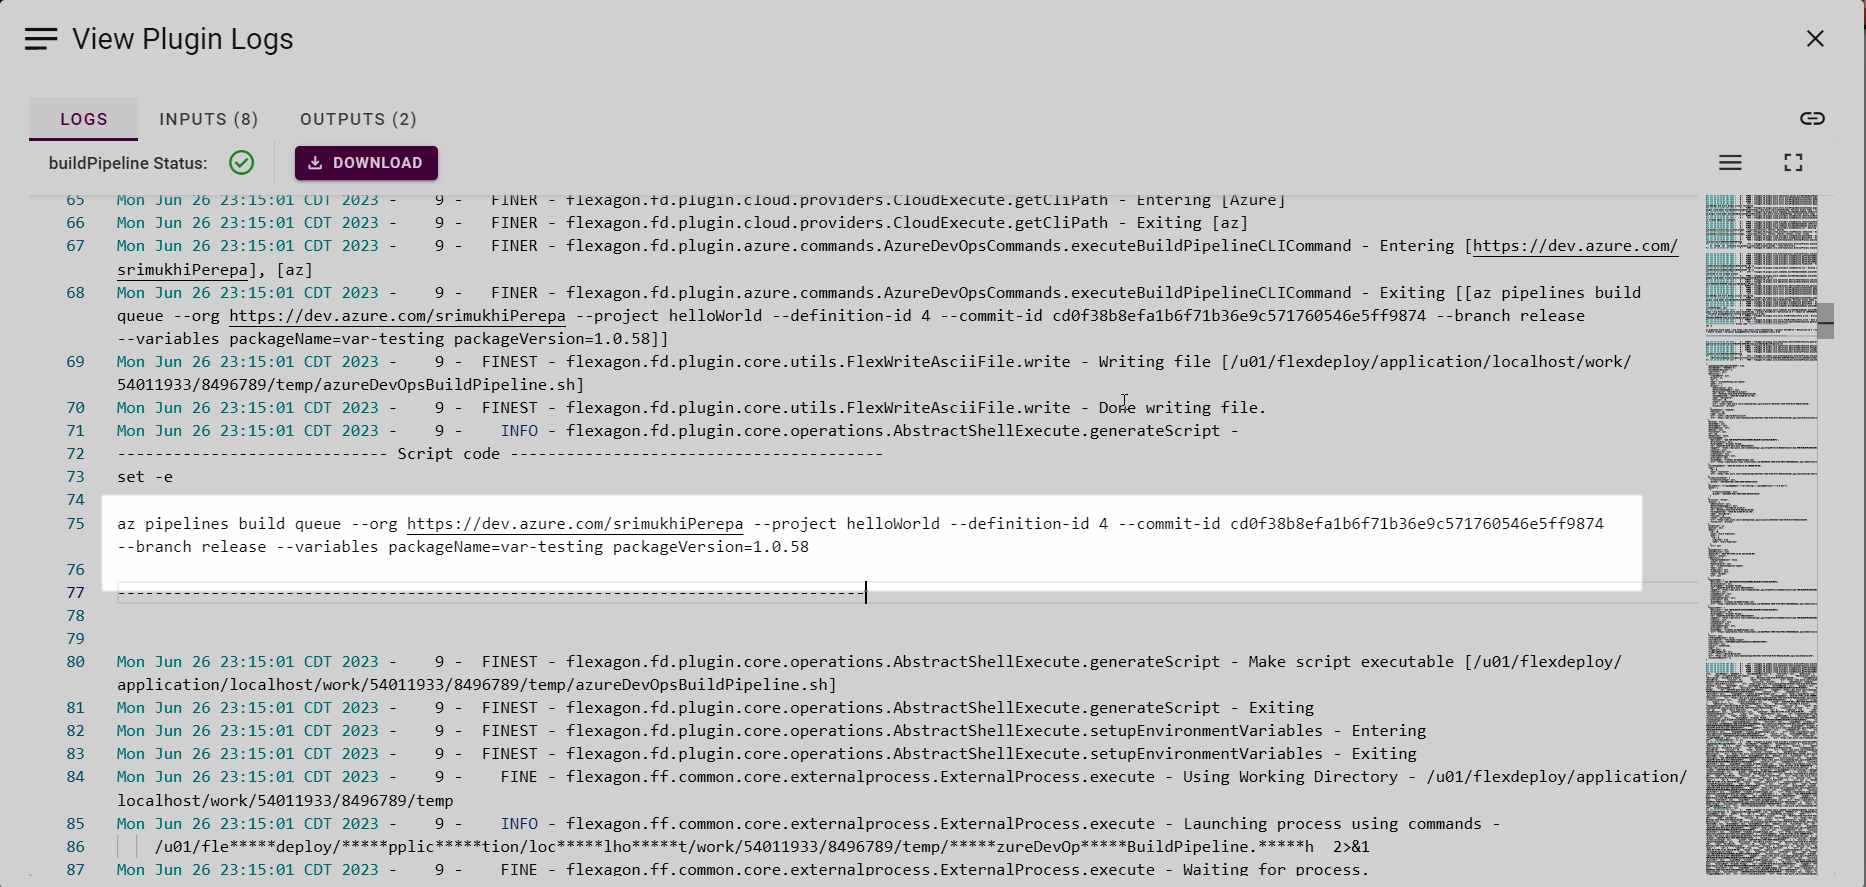 View Plugin Logs
LOGS INPUTS (8) OUTPUTS (2)
buildPipeline Status: DOWNLOAD
65 Mon Jun 26 23:15:01 CDT 2023 - 9 - FINER - flexagon.fd.plugin.cloud.providers.CloudExecute.getCliPath - Entering [Azure]
66 Mon Jun 26 23:15:01 CDT 2023 - 9 - FINER - flexagon.fd.plugin.cloud.providers.CloudExecute.getCliPath - Exiting [az]
67 Mon Jun 26 23:15:01 CDT 2023 - 9 - FINER - flexagon.fd.plugin.azure.commands.AzureDevOpsCommands.executeBuildPipelineCLICommand - Entering [https://dev.azure.com/
srimukhiPerepa], [az]
68 Mon Jun 26 23:15:01 CDT 2023 - 9 - FINER - flexagon.fd.plugin.azure.commands.AzureDevOpsCommands.executeBuildPipelineCLICommand - Exiting [[az pipelines build
queue --org https://dev.azure.com/srimukhiPerepa --project helloWorld --definition-id 4 --commit-id cd0f38b8efa1b6f71b36e9c571760546e5ff9874 --branch release
--variables packageName=var-testing packageVersion=1.0.58]]
69 Mon Jun 26 23:15:01 CDT 2023 - 9 - FINEST - flexagon.fd.plugin.core.utils.FlexWriteAsciiFile.write - Writing file [/u01/flexdeploy/application/localhost/work/
54011933/8496789/temp/azureDevOpsBuildPipeline.sh]
70 Mon Jun 26 23:15:01 CDT 2023 - 9 - FINEST - flexagon.fd.plugin.core.utils.FlexWriteAsciiFile.write - Done writing file.
71 Mon Jun 26 23:15:01 CDT 2023 - 9 - INFO - flexagon.fd.plugin.core.operations.AbstractShellExecute.generateScript -
72 ----------------------------- Script code ----------------------------------------
73 set -e
74
75 az pipelines build queue --org https://dev.azure.com/srimukhiPerepa --project helloWorld --definition-id 4 --commit-id cd0f38b8efa1b6f71b36e9c571760546e5ff9874
--branch release --variables packageName=var-testing packageVersion=1.0.58
76
77 --------------------------------------------------------------------------------
78
79
80 Mon Jun 26 23:15:01 CDT 2023 - 9 - FINEST - flexagon.fd.plugin.core.operations.AbstractShellExecute.generateScript - Make script executable [/u01/flexdeploy/
application/localhost/work/54011933/8496789/temp/azureDevOpsBuildPipeline.sh]
81 Mon Jun 26 23:15:01 CDT 2023 - 9 - FINEST - flexagon.fd.plugin.core.operations.AbstractShellExecute.generateScript - Exiting
82 Mon Jun 26 23:15:01 CDT 2023 - 9 - FINEST - flexagon.fd.plugin.core.operations.AbstractShellExecute.setupEnvironmentVariables - Entering
83 Mon Jun 26 23:15:01 CDT 2023 - 9 - FINEST - flexagon.fd.plugin.core.operations.AbstractShellExecute.setupEnvironmentVariables - Exiting
84 Mon Jun 26 23:15:01 CDT 2023 - 9 - FINE - flexagon.ff.common.core.externalprocess.ExternalProcess.execute - Using Working Directory - /u01/flexdeploy/application/
localhost/work/54011933/8496789/temp
85 Mon Jun 26 23:15:01 CDT 2023 - 9 - INFO - flexagon.ff.common.core.externalprocess.ExternalProcess.execute - Launching process using commands -
86 /u01/fle*****deploy/*****pplic*****tion/loc*****lho*****t/work/54011933/8496789/temp/*****zureDevOp*****BuildPipeline.*****h 2>&1
87 Mon Jun 26 23:15:01 CDT 2023 - 9 - FINE - flexagon.ff.common.core.externalprocess.ExternalProcess.execute - Waiting for process.